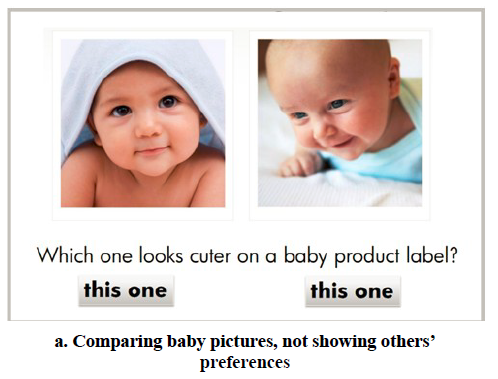 Which one looks cuter on a baby product label?
this one this one
a. Comparing baby pictures, not showing others'
preferences